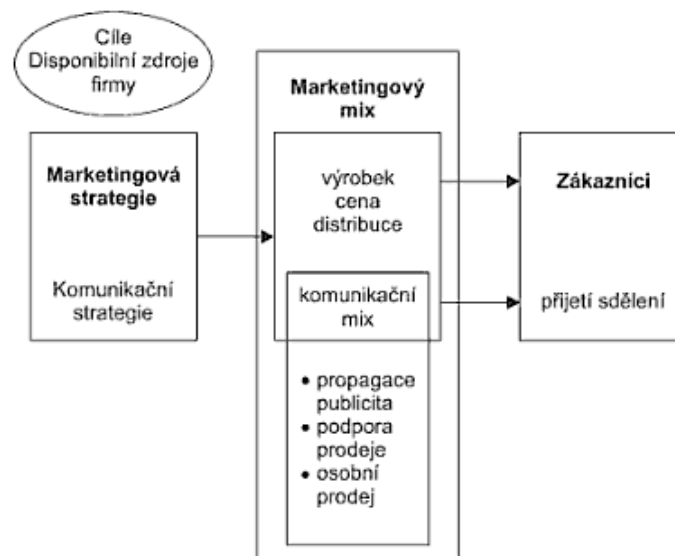 Cíle
Disponibilní zdroje
firmy
Marketingová
strategie
Komunikační
strategie
Marketingový
mix
výrobek
cena
distribuce
komunikační
mix
• propagace
publicita
• podpora
prodeje
• osobní
prodej
Zákazníci
přijetí sdělení